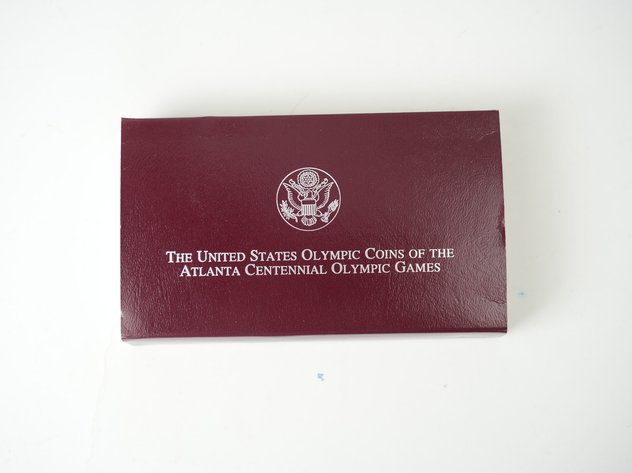 THE UNITED STATES OLYMPIC COINS OF THE
ATLANTA CENTENNIAL OLYMPIC GAMES